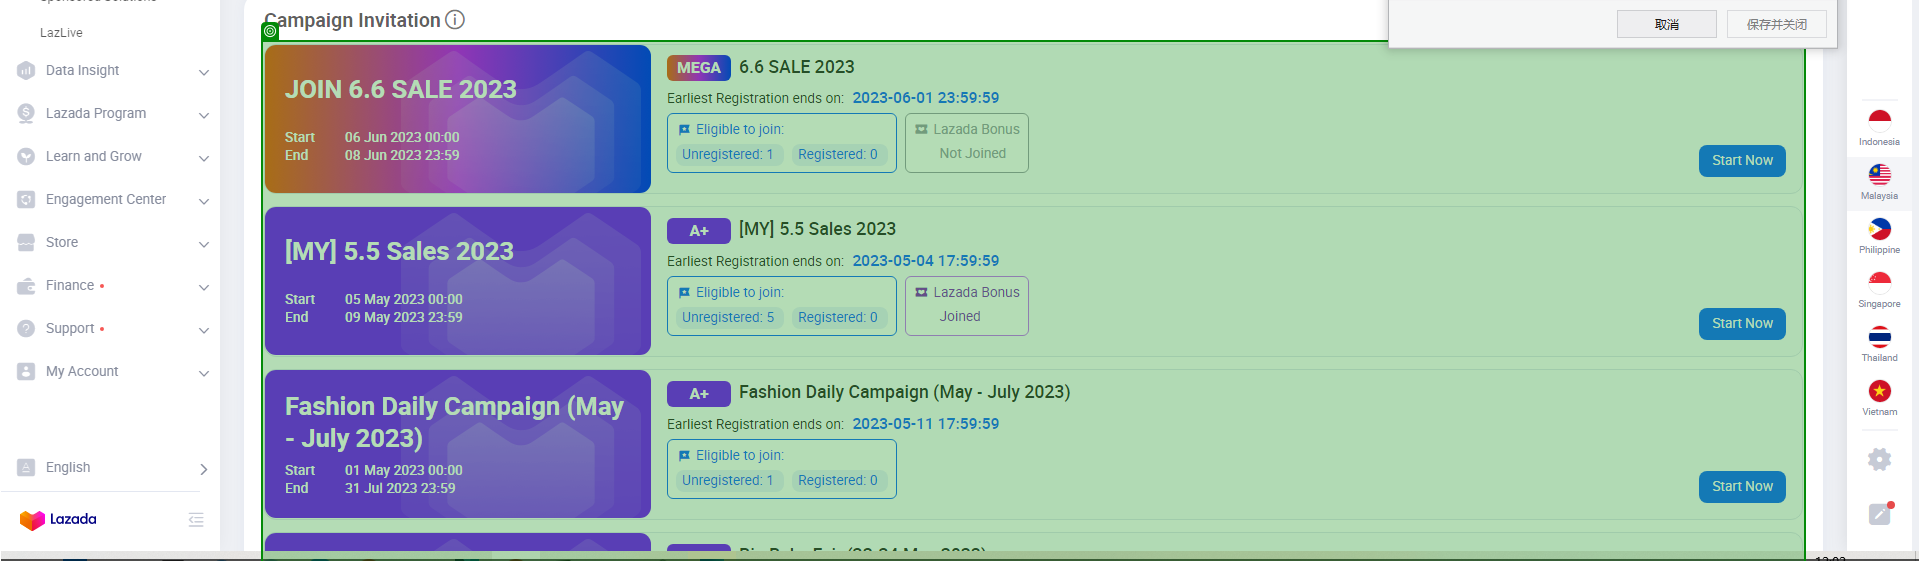 LazLive
Data Insight
Lazada Program
Learn and Grow
Engagement Center
Store
Finance
Support
My Account
English
Lazada
Campaign Invitation
JOIN 6.6 SALE 2023
Start 06 Jun 2023 00:00
End 08 Jun 2023 23:59
MEGA 6.6 SALE 2023
Earliest Registration ends on: 2023-06-01 23:59:59
Eligible to join:
Unregistered: 1 Registered: 0
Lazada Bonus
Not Joined
Start Now
[MY] 5.5 Sales 2023
Start 05 May 2023 00:00
End 09 May 2023 23:59
A+ [MY] 5.5 Sales 2023
Earliest Registration ends on: 2023-05-04 17:59:59
Eligible to join:
Unregistered: 5 Registered: 0
Lazada Bonus
Joined
Start Now
Fashion Daily Campaign (May
- July 2023)
Start 01 May 2023 00:00
End 31 Jul 2023 23:59
A+ Fashion Daily Campaign (May - July 2023)
Earliest Registration ends on: 2023-05-11 17:59:59
Eligible to join:
Unregistered: 1 Registered: 0
Start Now
取消 保存并关闭
Indonesia
Malaysia
Philippine
Singapore
Thailand
Vietnam